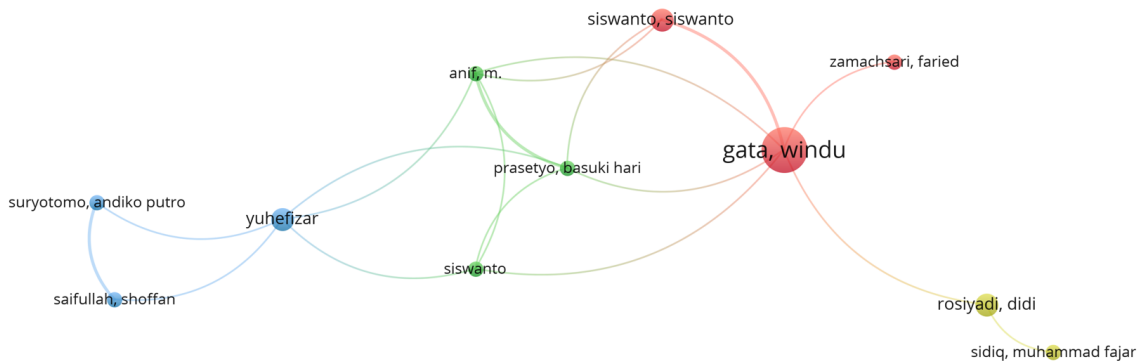 siswanto, siswanto
zamachsari, faried
anif, m.
gata, windu
prasetyo, basuki hari
suryotomo, andiko putro
yuhefizar
siswanto
saifullah, shoffan
rosiyadi, didi
sidiq, muhammad fajar